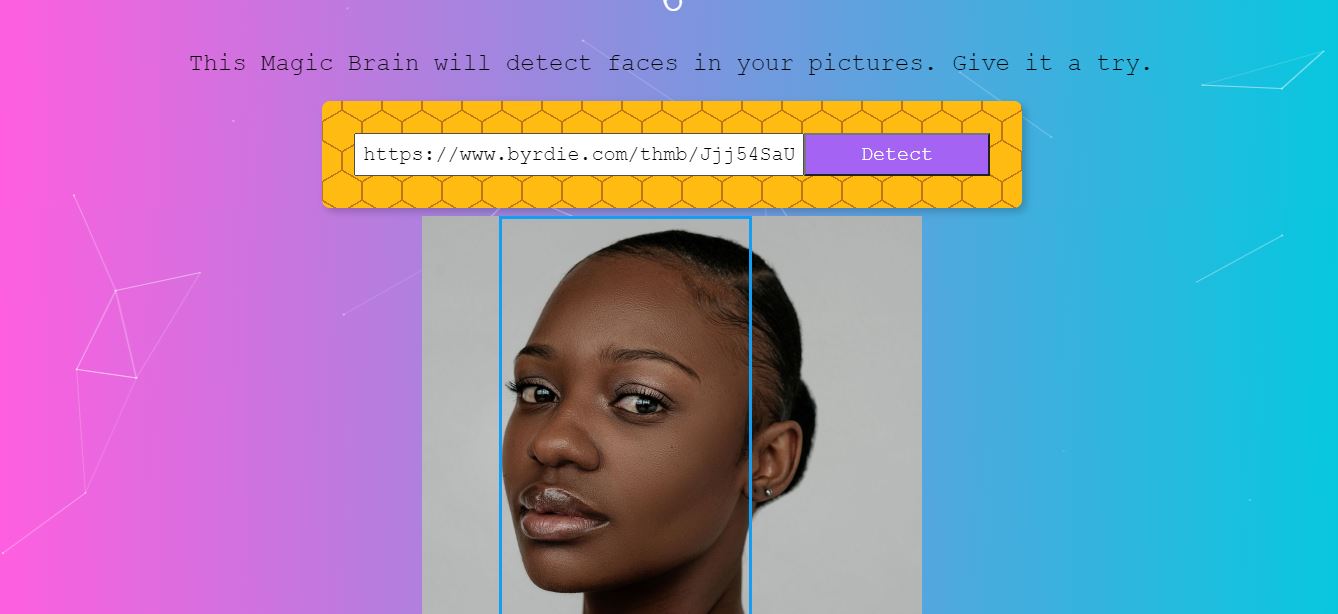 This Magic Brain will detect faces in your pictures. Give it a try.
https://www.byrdie.com/thmb/Jjj54SaU
Detect